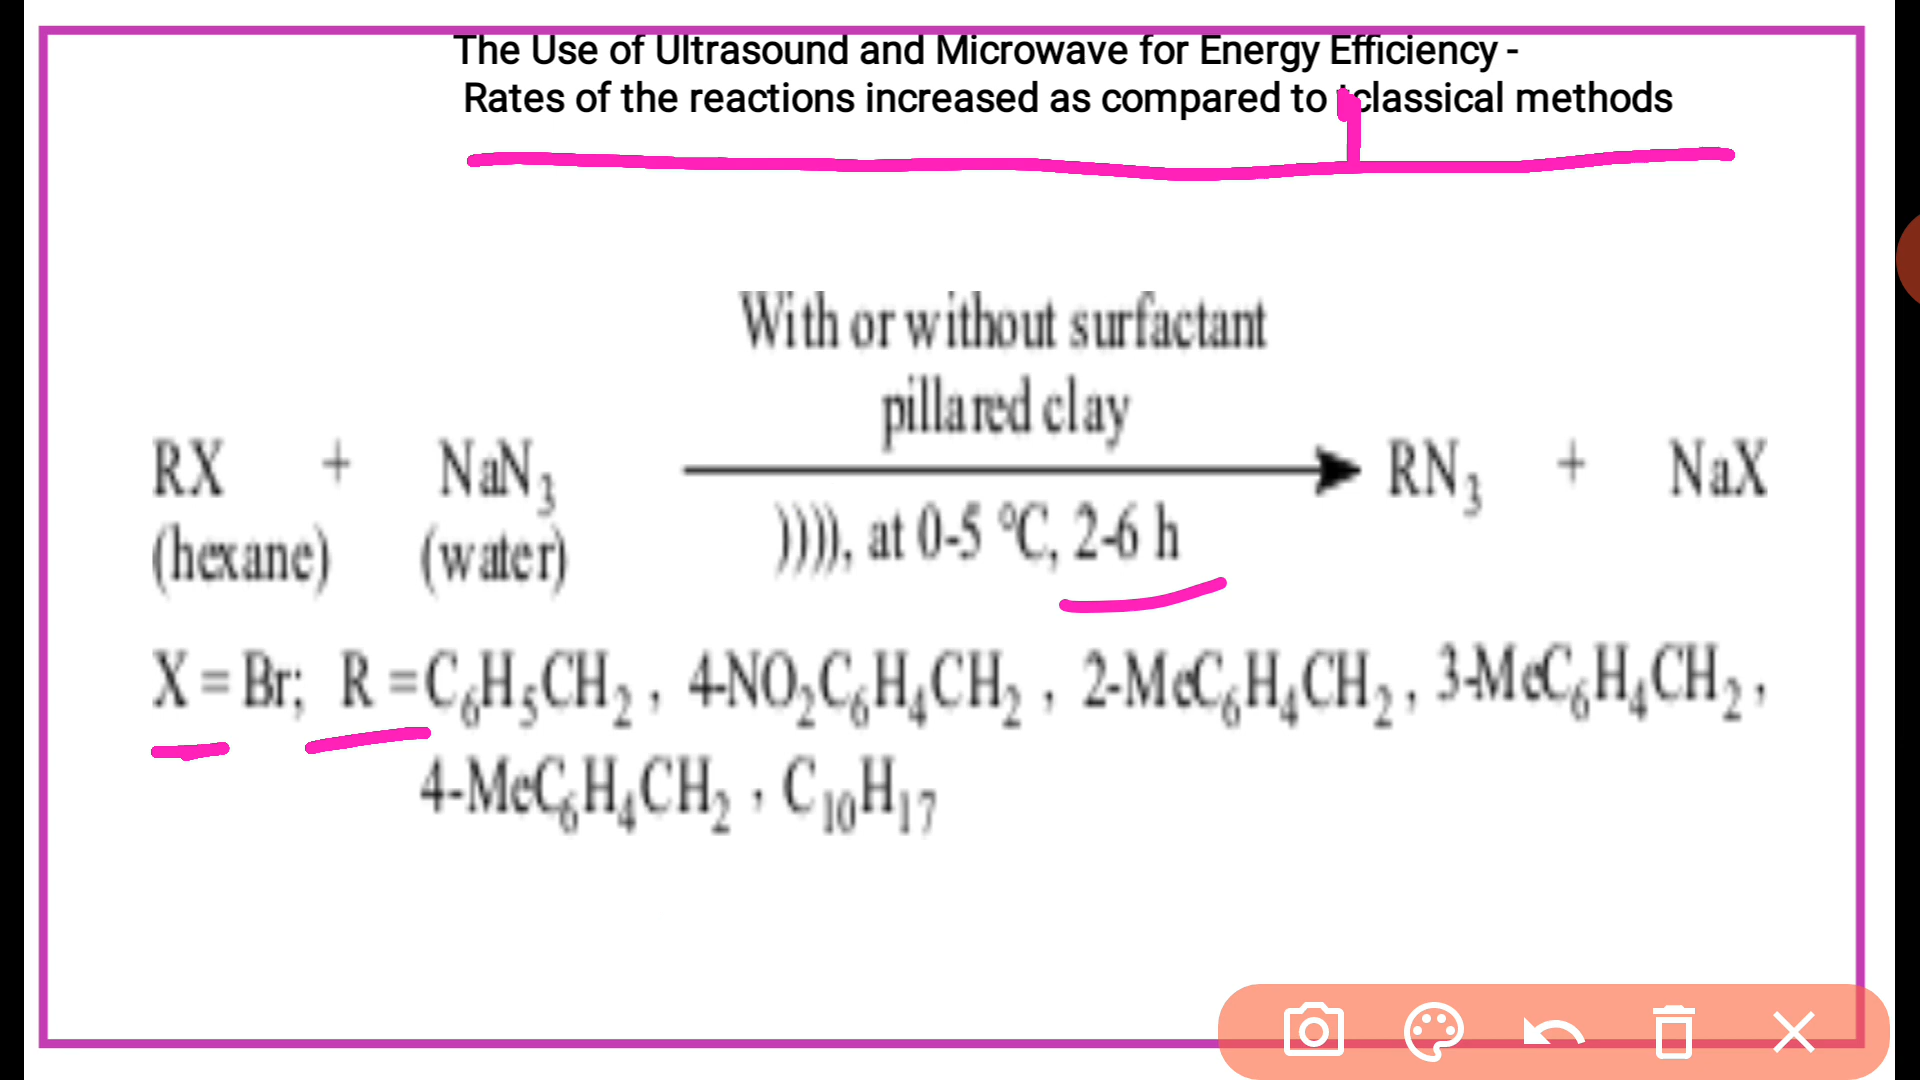 The Use of Ultrasound and Microwave for Energy Efficiency -
Rates of the reactions increased as compared to classical methods
With or without surfactant
pillared clay
RX + NaN₃ → RN₃ + NaX
(hexane) (water) )))), at 0-5 °C, 2-6 h
X = Br; R = C₆H₅CH₂, 4-NO₂C₆H₄CH₂, 2-MeC₆H₄CH₂, 3-MeC₆H₄CH₂,
4-MeC₆H₄CH₂, C₁₀H₁₇